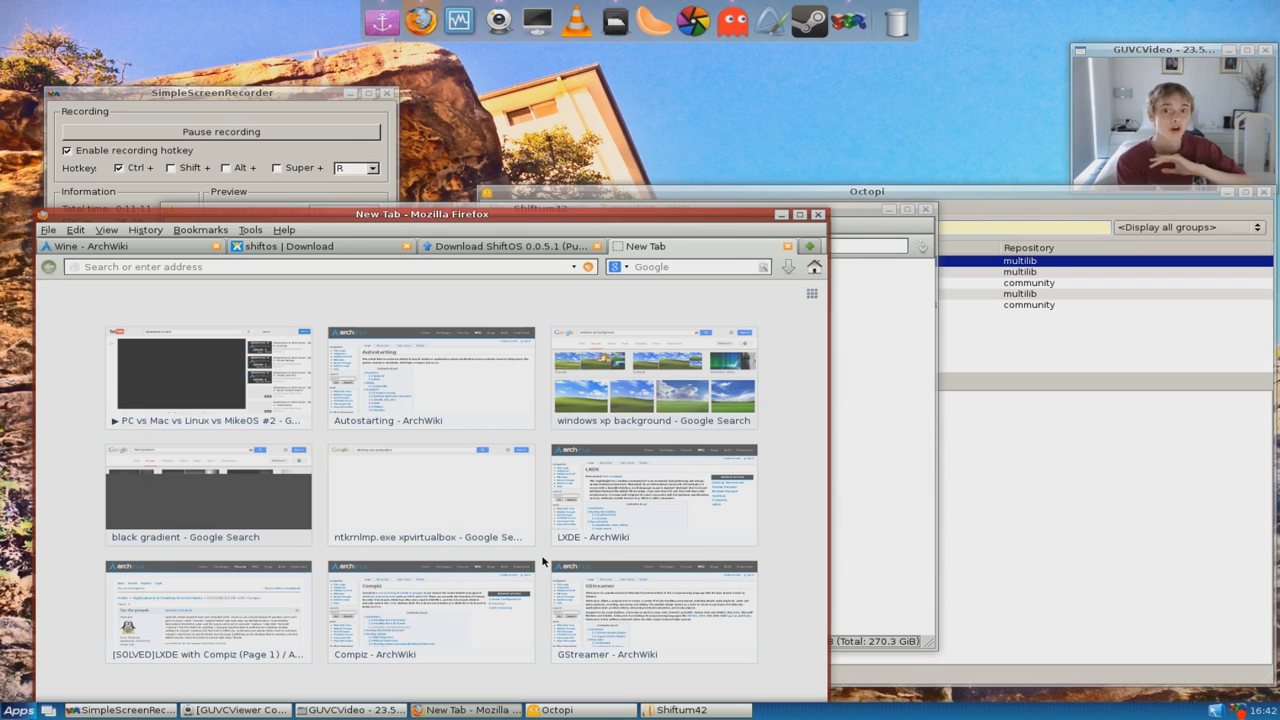 GUVCVideo - 23.5...
SimpleScreenRecorder
Recording
Pause recording
Enable recording hotkey
Hotkey: Ctrl + Shift + Alt + Super + R
Information
Preview
Octopi
<Display all groups>
Repository
multilib
multilib
community
multilib
community
New Tab - Mozilla Firefox
File Edit View History Bookmarks Tools Help
Wine - ArchWiki
shiftos | Download
Download ShiftOS 0.0.5.1 (Pu...
New Tab
Search or enter address
Google
▶ PC vs Mac vs Linux vs MikeOS #2 - G...
Autostarting - ArchWiki
windows xp background - Google Search
black gradient - Google Search
ntkrnlmp.exe xpvirtualbox - Google Se...
LXDE - ArchWiki
[SOLVED]LXDE with Compiz (Page 1) / A...
Compiz - ArchWiki
GStreamer - ArchWiki
(Total: 270.3 GiB)
Apps
SimpleScreenRec...
[GUVCViewer Co...
GUVCVideo - 23.5...
New Tab - Mozilla ...
Octopi
Shiftum42
16:42